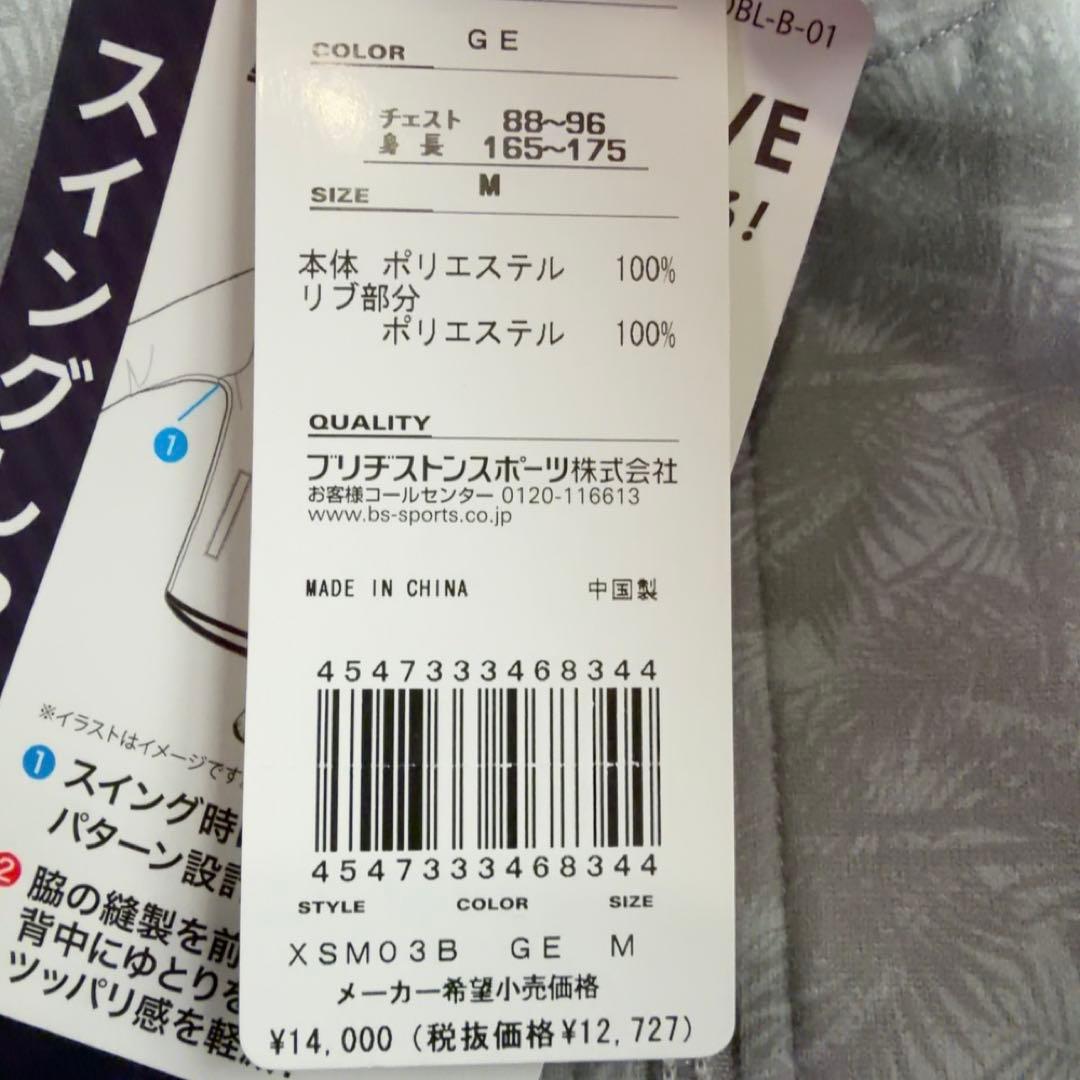 COLOR GE
チェスト 88〜96
身長 165〜175
SIZE M
本体 ポリエステル 100%
リブ部分
ポリエステル 100%
QUALITY
ブリヂストンスポーツ株式会社
お客様コールセンター 0120-116613
www.bs-sports.co.jp
MADE IN CHINA 中国製
4547333468344
4547333468344
STYLE COLOR SIZE
XSM03B GE M
メーカー希望小売価格
¥14,000(税抜価格¥12,727)
スイング
※イラストはイメージです
1 スイング時
パターン設計
2 脇の縫製を前
背中にゆとりを
ツッパリ感を軽
1
BL-B-01
VE
!